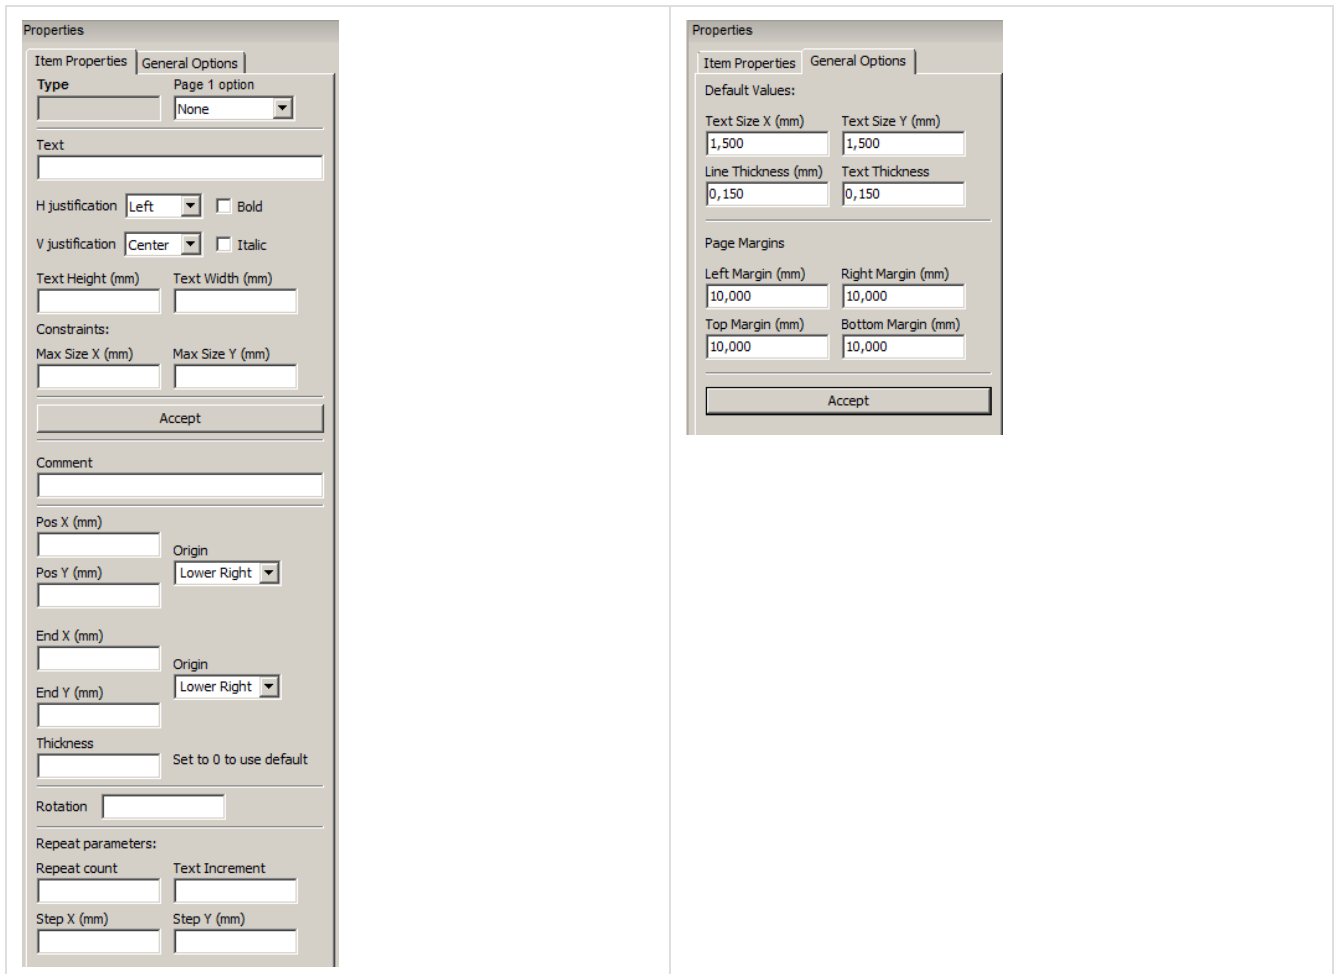 Properties
Item Properties General Options
Type Page 1 option
None
Text
H justification Left Bold
V justification Center Italic
Text Height (mm) Text Width (mm)
Constraints:
Max Size X (mm) Max Size Y (mm)
Accept
Comment
Pos X (mm)
Origin
Pos Y (mm) Lower Right
End X (mm)
Origin
End Y (mm) Lower Right
Thickness
Set to 0 to use default
Rotation
Repeat parameters:
Repeat count Text Increment
Step X (mm) Step Y (mm)
Properties
Item Properties General Options
Default Values:
Text Size X (mm) Text Size Y (mm)
1,500 1,500
Line Thickness (mm) Text Thickness
0,150 0,150
Page Margins
Left Margin (mm) Right Margin (mm)
10,000 10,000
Top Margin (mm) Bottom Margin (mm)
10,000 10,000
Accept